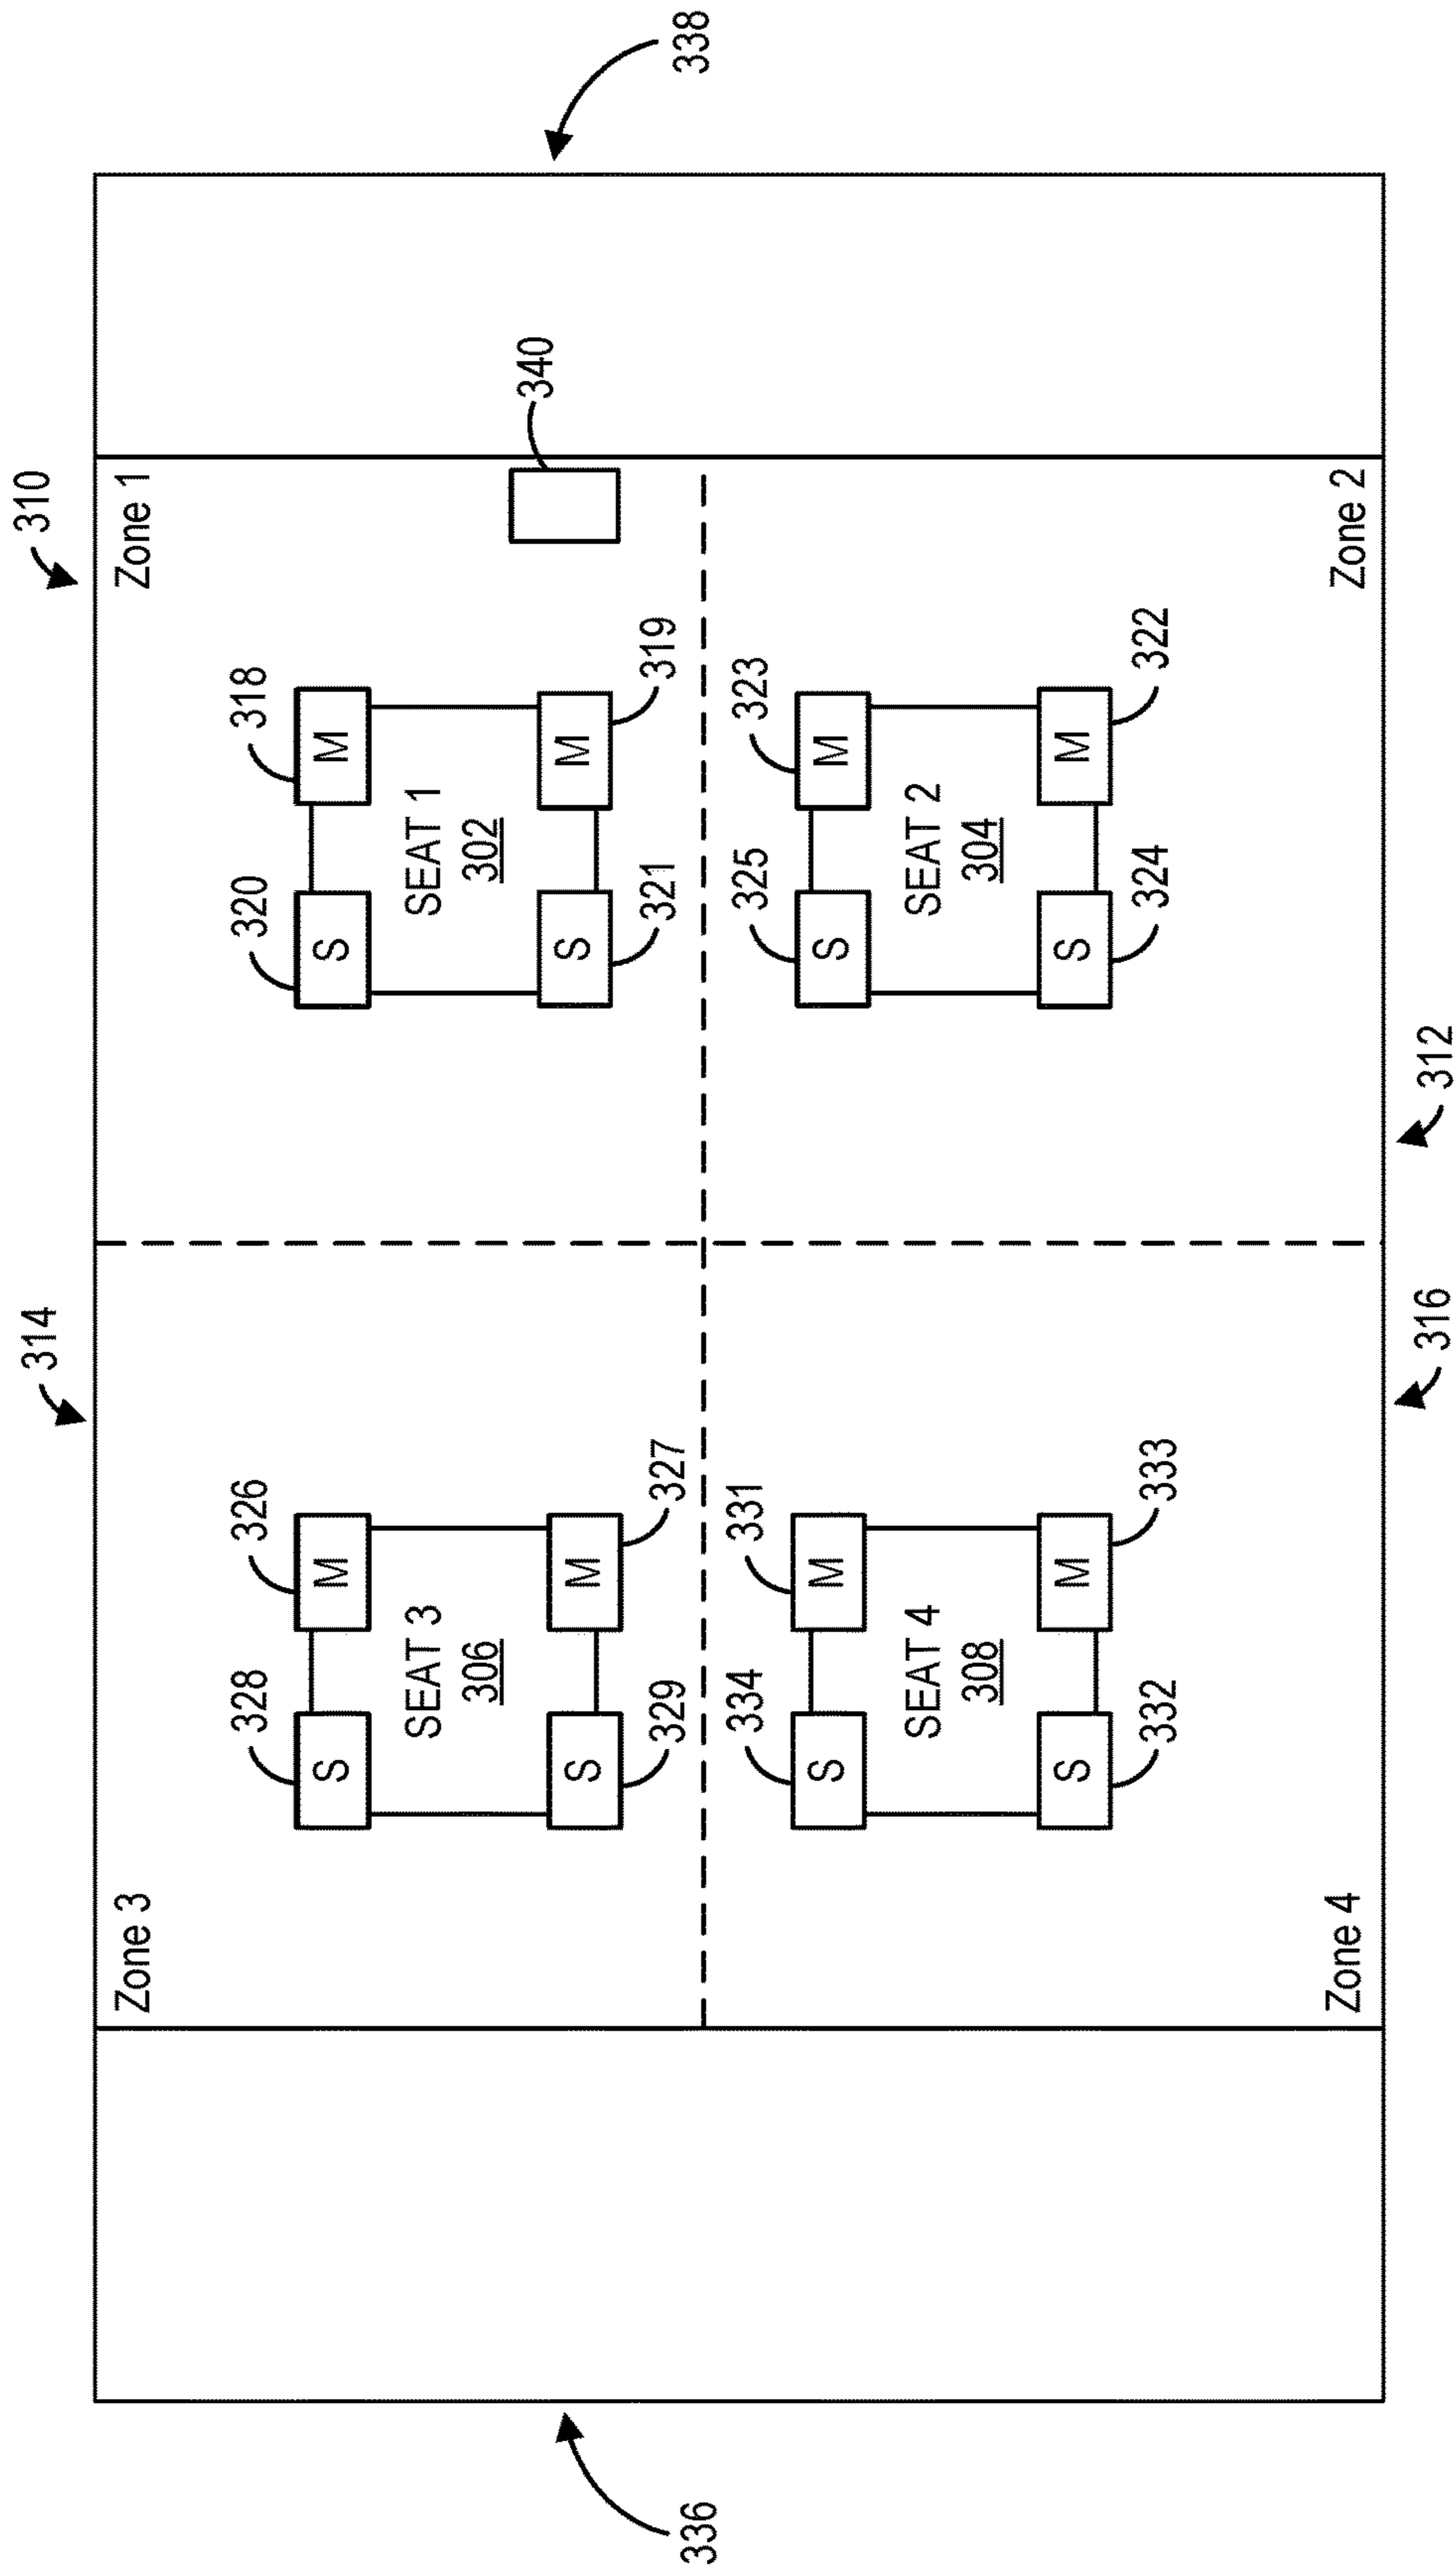 314
310
Zone 3
Zone 1
328
326
320
318
S
M
S
M
SEAT 3
306
SEAT 1
302
340
S
M
S
M
329
327
321
319
336
338
334
331
325
323
S
M
S
M
SEAT 4
308
SEAT 2
304
S
M
S
M
332
333
324
322
Zone 4
Zone 2
316
312